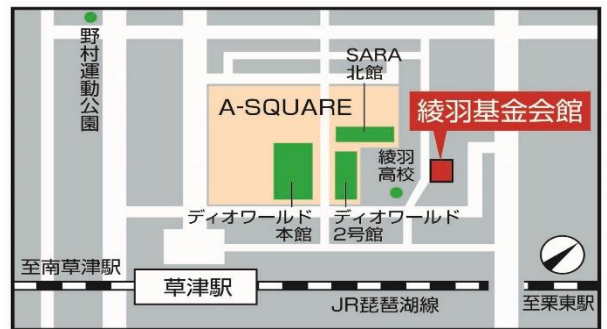 野村運動公園
SARA
北館
A-SQUARE
綾羽基金会館
綾羽
高校
ディオワールド
本館
ディオワールド
2号館
至南草津駅
草津駅
JR琵琶湖線
至栗東駅